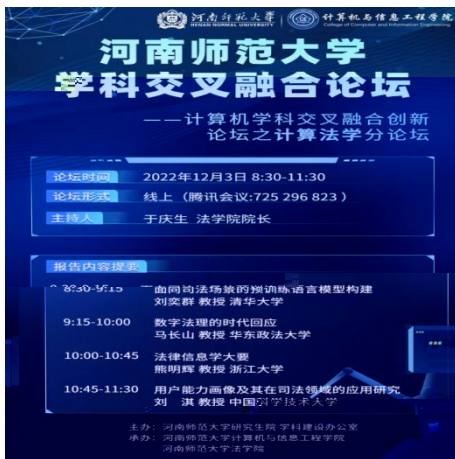 河南师范大学
HENAN NORMAL UNIVERSITY
计算机与信息工程学院
College of Computer and Information Engineering
河南师范大学
学科交叉融合论坛
——计算机学科交叉融合创新
论坛之计算法学分论坛
论坛时间 2022年12月3日 8:30-11:30
论坛形式 线上（腾讯会议:725 296 823）
主持人 于庆生 法学院院长
报告内容提要
8:30-9:15 面向司法场景的预训练语言模型构建
刘奕群 教授 清华大学
9:15-10:00 数字法理的时代回应
马长山 教授 华东政法大学
10:00-10:45 法律信息学大要
熊明辉 教授 浙江大学
10:45-11:30 用户能力画像及其在司法领域的应用研究
刘 淇 教授 中国科学技术大学
主办：河南师范大学研究生院 学科建设办公室
承办：河南师范大学计算机与信息工程学院
河南师范大学法学院